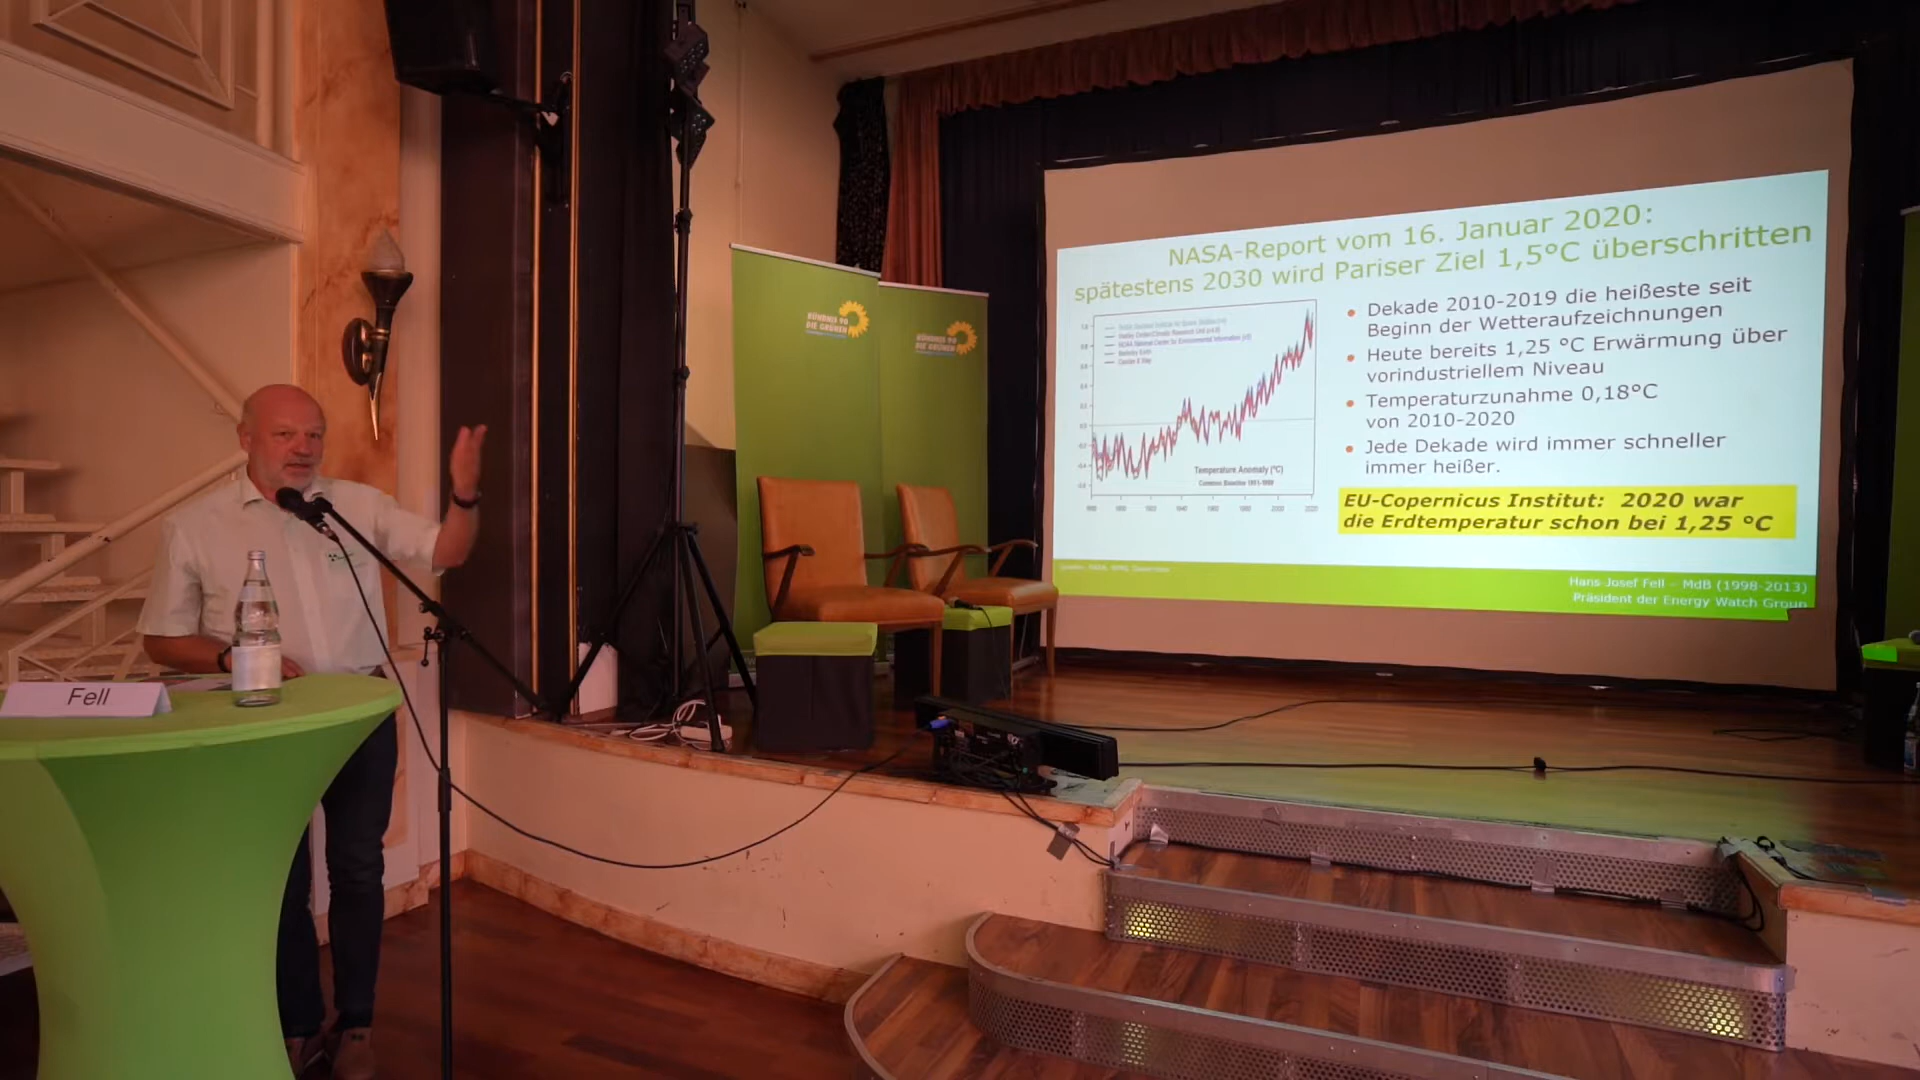 NASA-Report vom 16. Januar 2020:
spätestens 2030 wird Pariser Ziel 1,5°C überschritten
Dekade 2010-2019 die heißeste seit
Beginn der Wetteraufzeichnungen
Heute bereits 1,25 °C Erwärmung über
vorindustriellem Niveau
Temperaturzunahme 0,18°C
von 2010-2020
Jede Dekade wird immer schneller
immer heißer.
EU-Copernicus Institut: 2020 war
die Erdtemperatur schon bei 1,25 °C
Temperature Anomaly (°C)
Hans-Josef Fell - MdB (1998-2013)
Präsident der Energy Watch Group
BÜNDNIS 90
DIE GRÜNEN
BÜNDNIS 90
DIE GRÜNEN
Fell